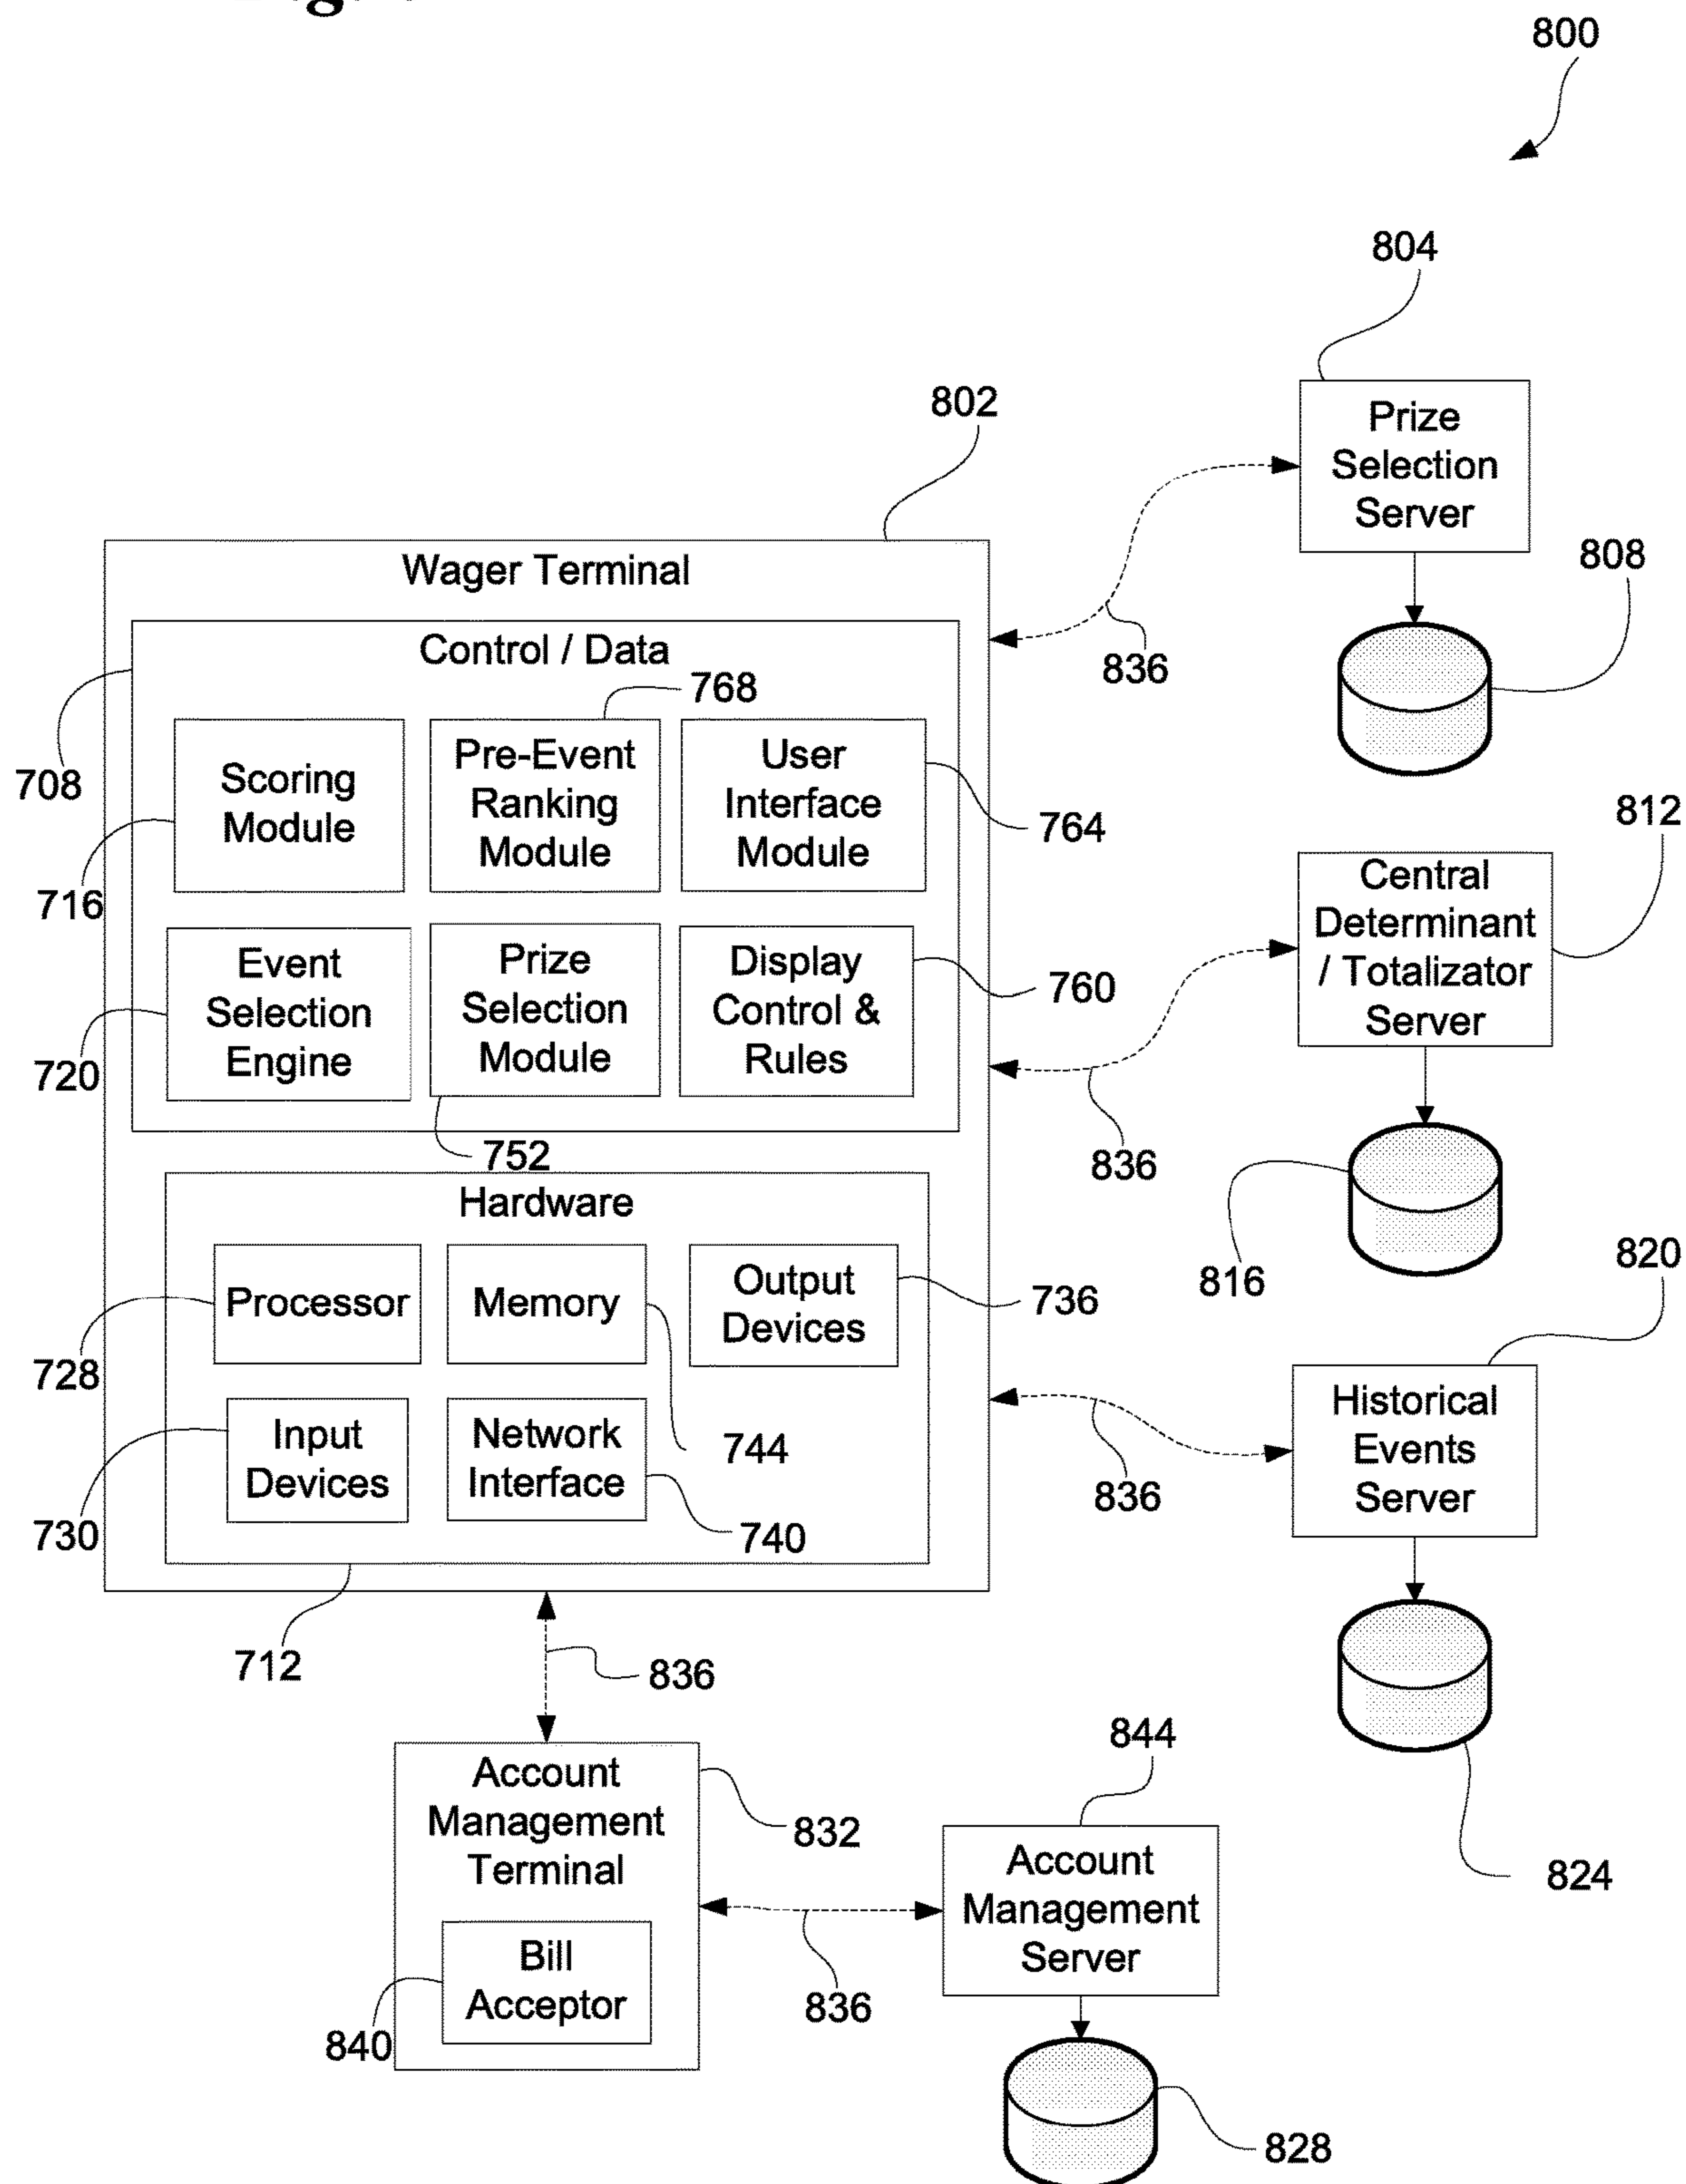 800
804
Prize
Selection
Server
808
802
836
Wager Terminal
Control / Data
768
708
Scoring
Module
Pre-Event
Ranking
Module
User
Interface
Module
764
716
812
Central
Determinant
/ Totalizator
Server
Event
Selection
Engine
Prize
Selection
Module
Display
Control &
Rules
760
720
752
836
816
Hardware
Processor
Memory
Output
Devices
736
728
820
Historical
Events
Server
Input
Devices
Network
Interface
744
730
740
836
712
836
824
Account
Management
Terminal
832
844
Account
Management
Server
Bill
Acceptor
840
836
828